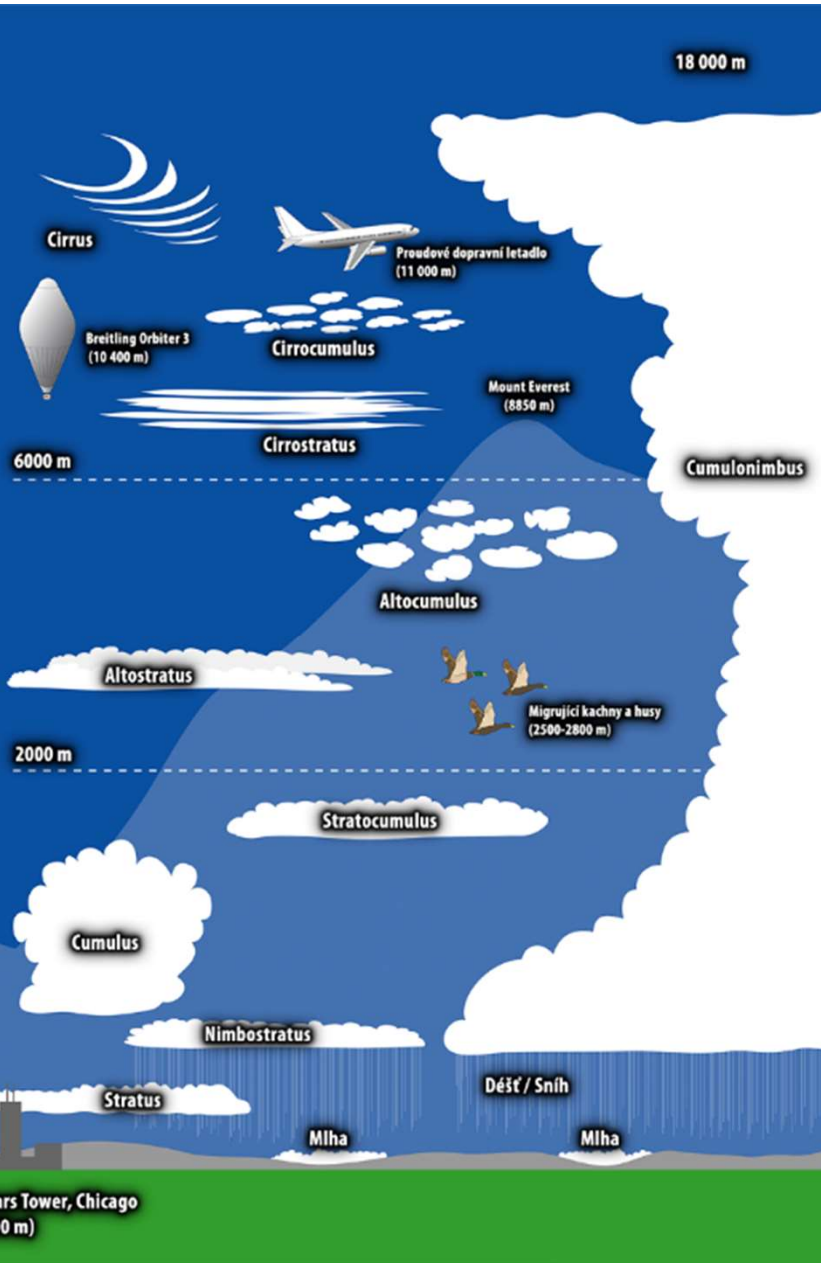 18 000 m
Cirrus
Proudové dopravní letadlo
(11 000 m)
Breitling Orbiter 3
(10 400 m)
Cirrocumulus
Mount Everest
(8850 m)
Cirrostratus
6000 m
Cumulonimbus
Altocumulus
Altostratus
Migrující kachny a husy
(2500-2800 m)
2000 m
Stratocumulus
Cumulus
Nimbostratus
Déšť / Sníh
Stratus
Mlha
Mlha
Tower, Chicago
m)